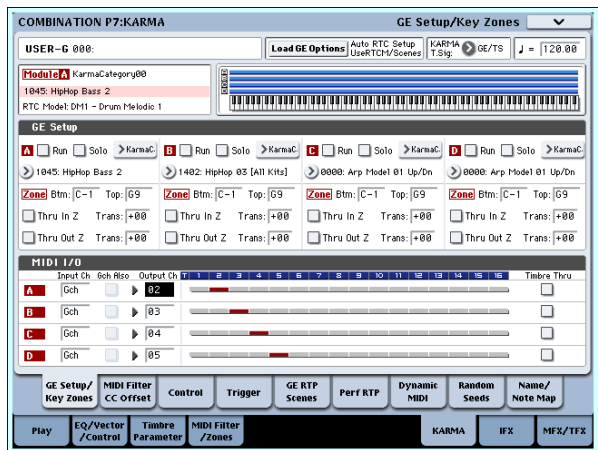 COMBINATION P7:KARMA GE Setup/Key Zones
USER-G 000: Load GE Options Auto RTC Setup UseRTCM/Scenes KARMA T.Sig: GE/TS ♩ = 120.00
Module A KarmaCategory00
1045: HipHop Bass 2
RTC Model: DM1 - Drum Melodic 1
A B C D
GE Setup
A Run Solo KarmaC. B Run Solo KarmaC. C Run Solo KarmaC. D Run Solo KarmaC.
1045: HipHop Bass 2 1402: HipHop 03 [All Kits] 0000: Arp Model 01 Up/Dn 0000: Arp Model 01 Up/Dn
Zone Btm: C-1 Top: G9 Zone Btm: C-1 Top: G9 Zone Btm: C-1 Top: G9 Zone Btm: C-1 Top: G9
Thru In Z Trans: +00 Thru In Z Trans: +00 Thru In Z Trans: +00 Thru In Z Trans: +00
Thru Out Z Trans: +00 Thru Out Z Trans: +00 Thru Out Z Trans: +00 Thru Out Z Trans: +00
MIDI I/O
Input Ch Gch Also Output Ch T 1 2 3 4 5 6 7 8 9 10 11 12 13 14 15 16 Timbre Thru
A Gch 02
B Gch 03
C Gch 04
D Gch 05
GE Setup/ Key Zones MIDI Filter CC Offset Control Trigger GE RTP Scenes Perf RTP Dynamic MIDI Random Seeds Name/ Note Map
Play EQ/Vector /Control Timbre Parameter MIDI Filter /Zones KARMA IFX MFX/TFX